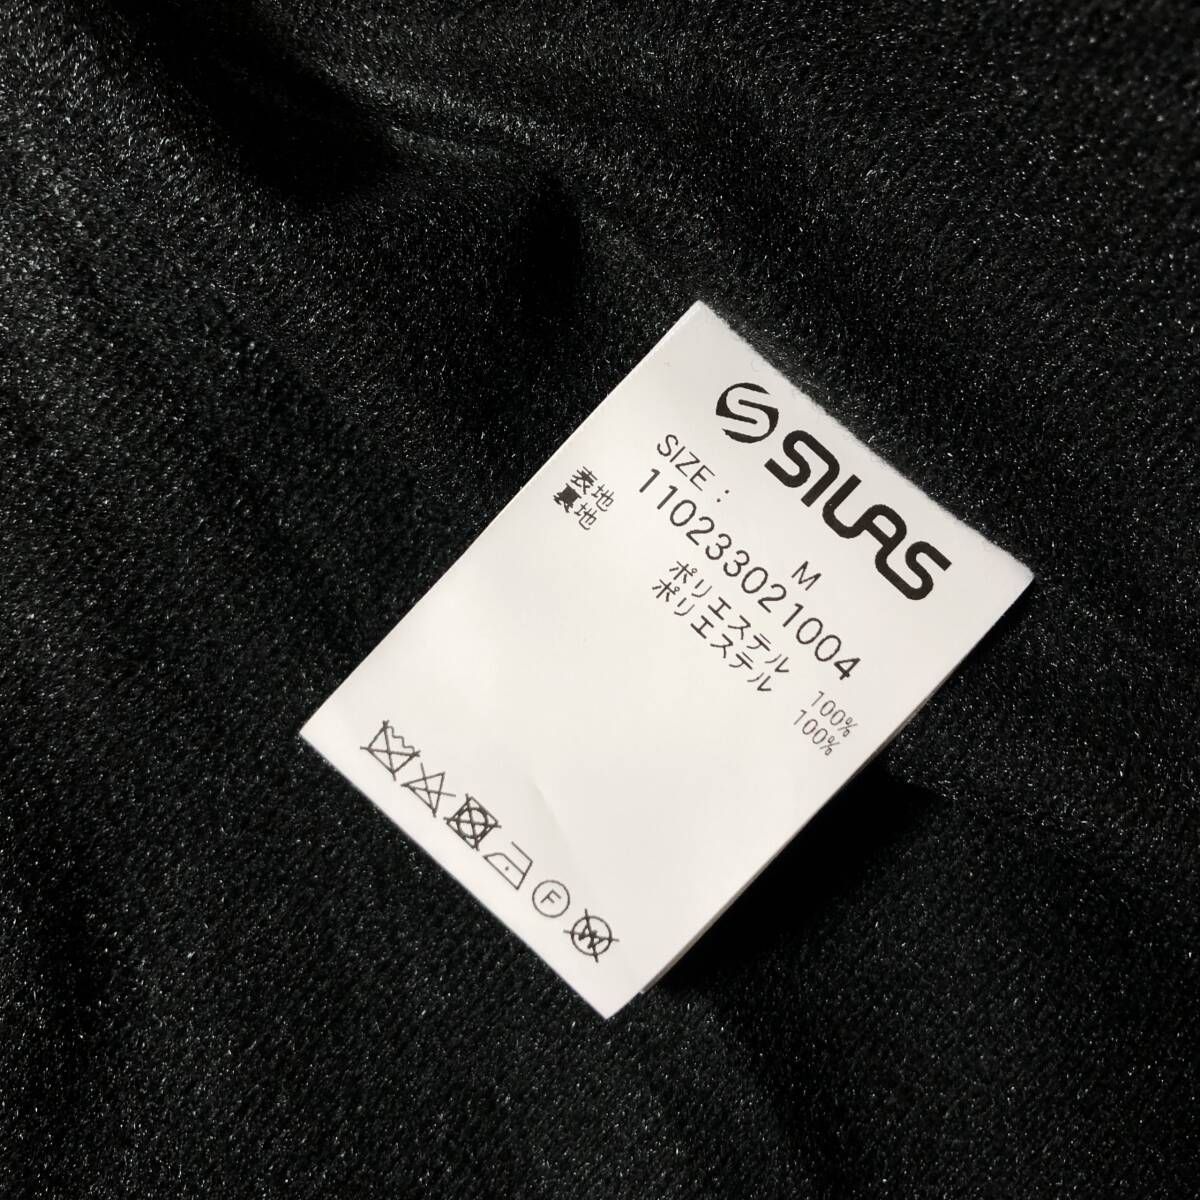 SILAS
SIZE: M
110233021004
表地 ポリエステル 100%
裏地 ポリエステル 100%
F
W